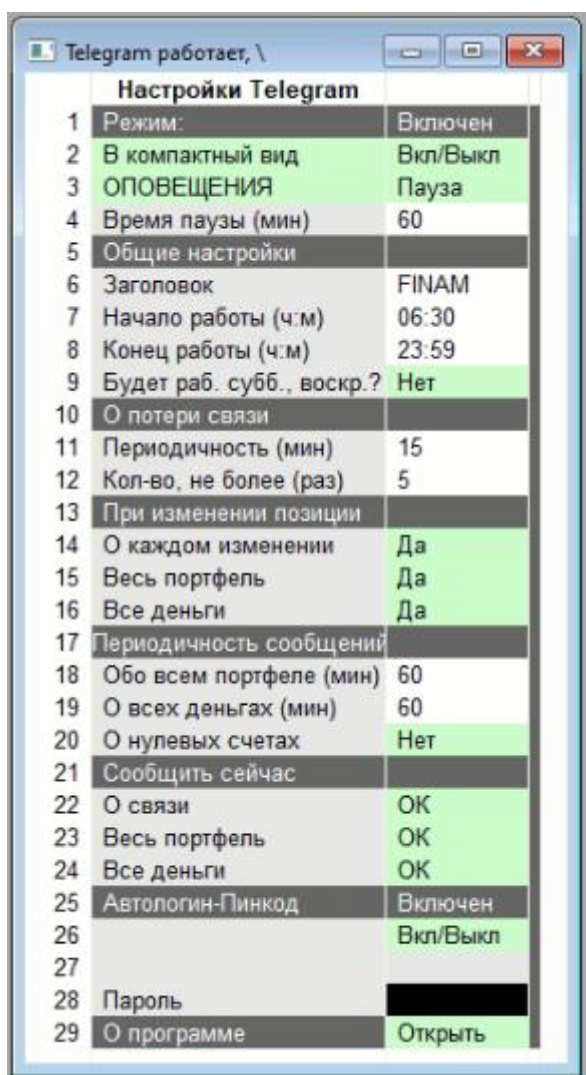 Telegram работает, \
Настройки Telegram
1 Режим: Включен
2 В компактный вид Вкл/Выкл
3 ОПОВЕЩЕНИЯ Пауза
4 Время паузы (мин) 60
5 Общие настройки
6 Заголовок FINAM
7 Начало работы (ч:м) 06:30
8 Конец работы (ч:м) 23:59
9 Будет раб. субб., воскр.? Нет
10 О потери связи
11 Периодичность (мин) 15
12 Кол-во, не более (раз) 5
13 При изменении позиции
14 О каждом изменении Да
15 Весь портфель Да
16 Все деньги Да
17 Периодичность сообщений
18 Обо всем портфеле (мин) 60
19 О всех деньгах (мин) 60
20 О нулевых счетах Нет
21 Сообщить сейчас
22 О связи ОК
23 Весь портфель ОК
24 Все деньги ОК
25 Автологин-Пинкод Включен
26 Вкл/Выкл
27
28 Пароль
29 О программе Открыть